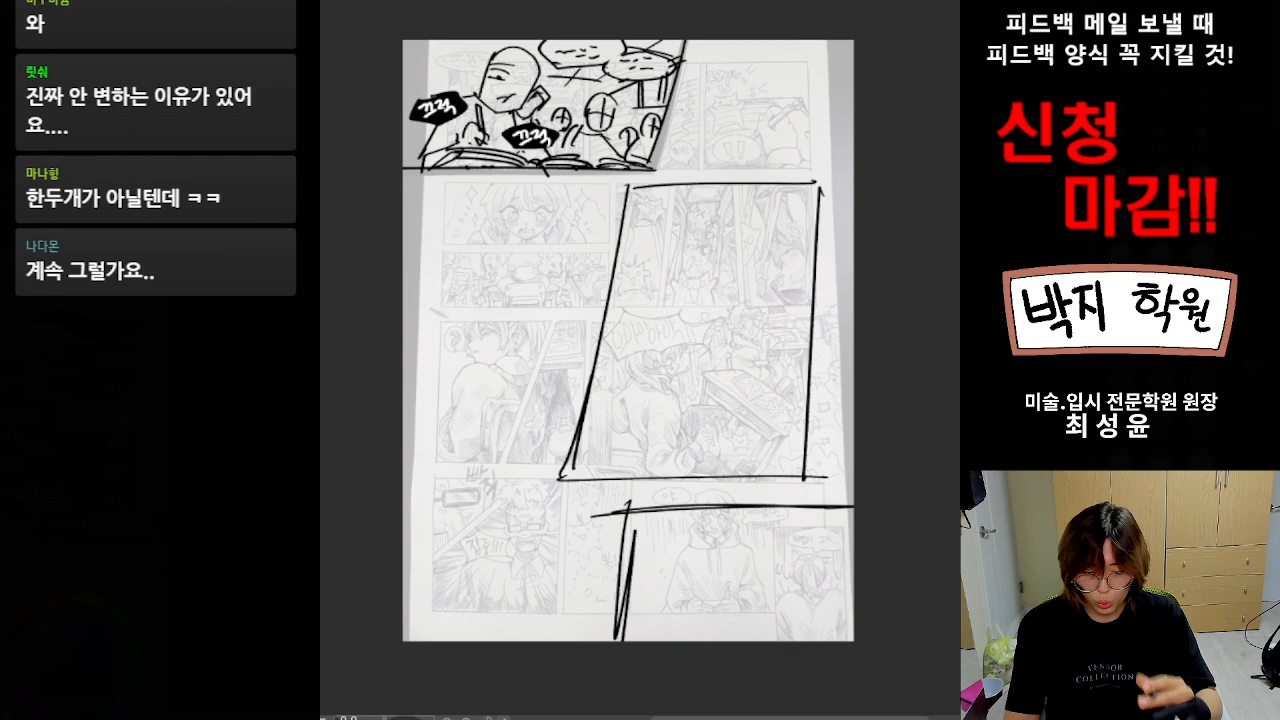 와
릿숴
진짜 안 변하는 이유가 있어
요....
마나힝
한두개가 아닐텐데 ㅋㅋ
나다몬
계속 그럴가요..
끄덕
끄덕
피드백 메일 보낼 때
피드백 양식 꼭 지킬 것!
신청
마감!!
박지 학원
미술.입시 전문학원 원장
최성윤
VENDOR
COLLECTION